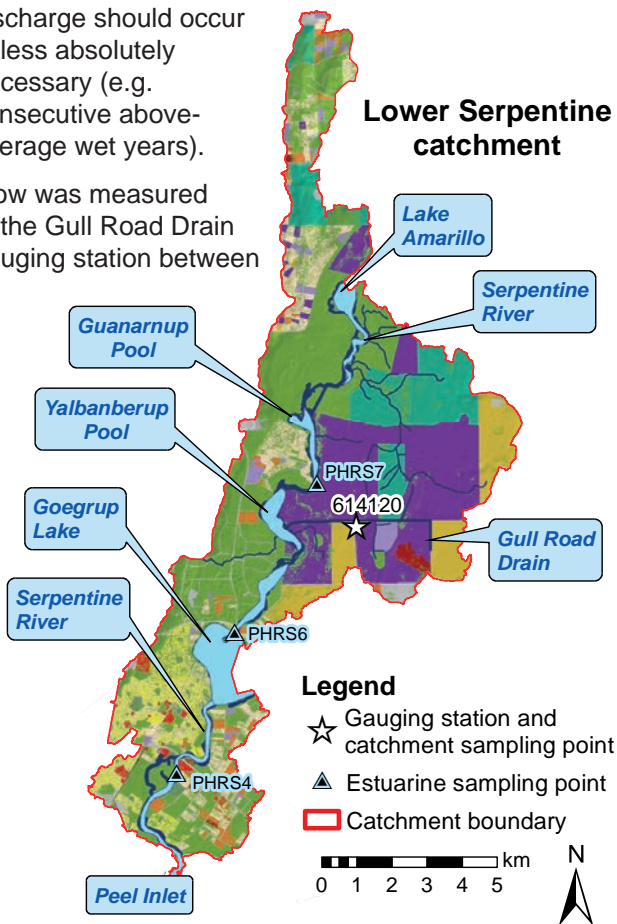 scharge should occur
less absolutely
cessary (e.g.
nsecutive above-
erage wet years).
ow was measured
the Gull Road Drain
uging station between
Lower Serpentine
catchment
Lake
Amarillo
Serpentine
River
Guanarnup
Pool
Yalbanberup
Pool
PHRS7
614120
Goegrup
Lake
Gull Road
Drain
Serpentine
River
PHRS6
PHRS4
Peel Inlet
Legend
Gauging station and
catchment sampling point
Estuarine sampling point
Catchment boundary
km
0 1 2 3 4 5
N